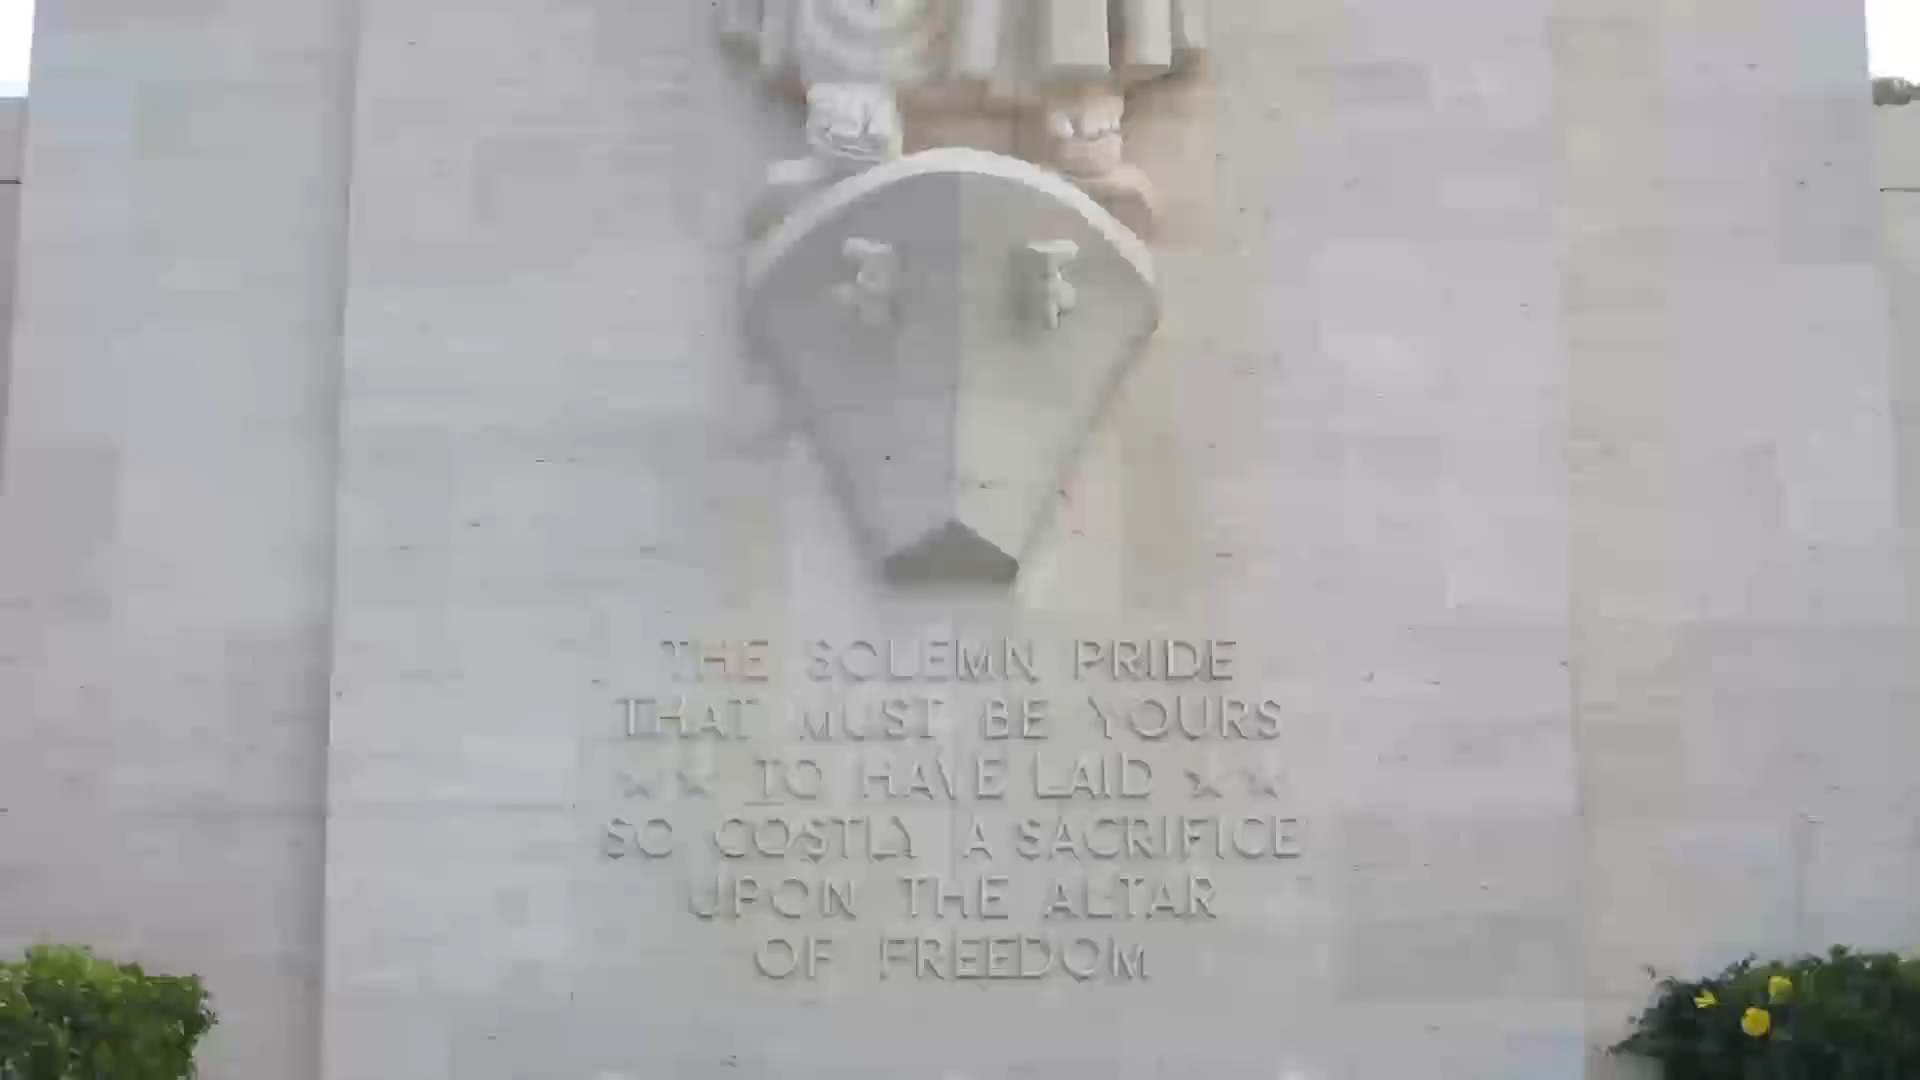 THE SOLEMN PRIDE
THAT MUST BE YOURS
★ ★ TO HAVE LAID ★ ★
SO COSTLY A SACRIFICE
UPON THE ALTAR
OF FREEDOM